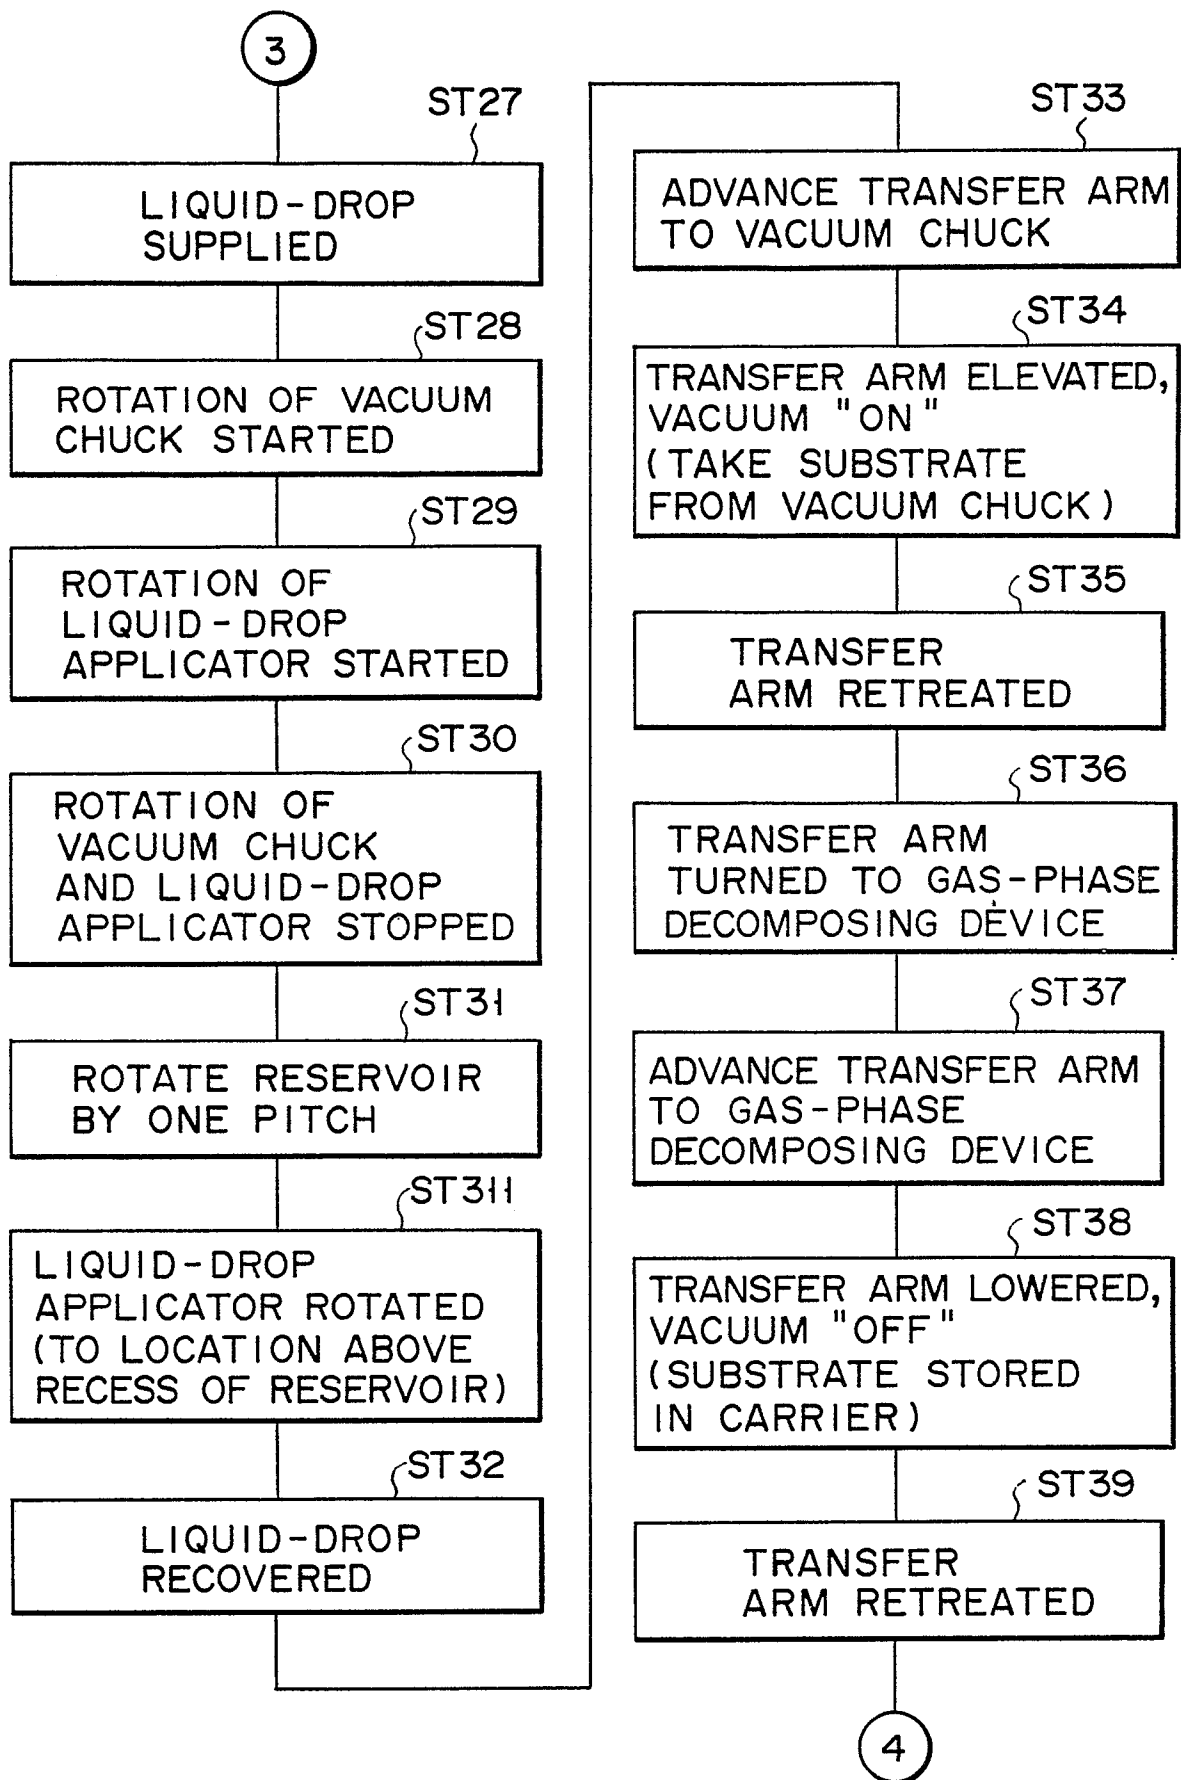 3
ST27
LIQUID-DROP
SUPPLIED
ST28
ROTATION OF VACUUM
CHUCK STARTED
ST29
ROTATION OF
LIQUID-DROP
APPLICATOR STARTED
ST30
ROTATION OF
VACUUM CHUCK
AND LIQUID-DROP
APPLICATOR STOPPED
ST31
ROTATE RESERVOIR
BY ONE PITCH
ST311
LIQUID-DROP
APPLICATOR ROTATED
(TO LOCATION ABOVE
RECESS OF RESERVOIR)
ST32
LIQUID-DROP
RECOVERED
ST33
ADVANCE TRANSFER ARM
TO VACUUM CHUCK
ST34
TRANSFER ARM ELEVATED,
VACUUM "ON"
(TAKE SUBSTRATE
FROM VACUUM CHUCK)
ST35
TRANSFER
ARM RETREATED
ST36
TRANSFER ARM
TURNED TO GAS-PHASE
DECOMPOSING DEVICE
ST37
ADVANCE TRANSFER ARM
TO GAS-PHASE
DECOMPOSING DEVICE
ST38
TRANSFER ARM LOWERED,
VACUUM "OFF"
(SUBSTRATE STORED
IN CARRIER)
ST39
TRANSFER
ARM RETREATED
4